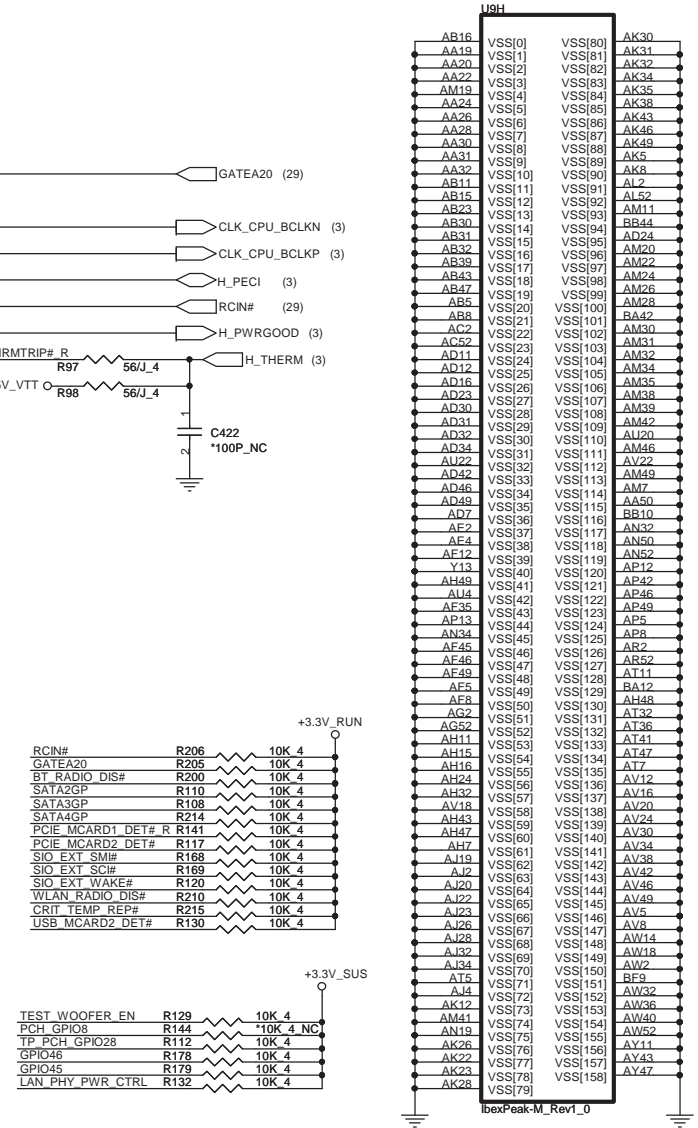 GATEA20 (29)
CLK_CPU_BCLKN (3)
CLK_CPU_BCLKP (3)
H_PECI (3)
RCIN# (29)
H_PWRGOOD (3)
RMTRIP#_R R97 56/J_4 H_THERM (3)
V_VTT R98 56/J_4
1
C422
*100P_NC
2
+3.3V_RUN
RCIN# R206 10K_4
GATEA20 R205 10K_4
BT_RADIO_DIS# R200 10K_4
SATA2GP R110 10K_4
SATA3GP R108 10K_4
SATA4GP R214 10K_4
PCIE_MCARD1_DET#_R R141 10K_4
PCIE_MCARD2_DET# R117 10K_4
SIO_EXT_SMI# R168 10K_4
SIO_EXT_SCI# R169 10K_4
SIO_EXT_WAKE# R120 10K_4
WLAN_RADIO_DIS# R210 10K_4
CRIT_TEMP_REP# R215 10K_4
USB_MCARD2_DET# R130 10K_4
+3.3V_SUS
TEST_WOOFER_EN R129 10K_4
PCH_GPIO8 R144 *10K_4_NC
TP_PCH_GPIO28 R112 10K_4
GPIO46 R178 10K_4
GPIO45 R179 10K_4
LAN_PHY_PWR_CTRL R132 10K_4
U9H
AB16 VSS[0] VSS[80] AK30
AA19 VSS[1] VSS[81] AK31
AA20 VSS[2] VSS[82] AK32
AA22 VSS[3] VSS[83] AK34
AM19 VSS[4] VSS[84] AK35
AA24 VSS[5] VSS[85] AK38
AA26 VSS[6] VSS[86] AK43
AA28 VSS[7] VSS[87] AK46
AA30 VSS[8] VSS[88] AK49
AA31 VSS[9] VSS[89] AK5
AA32 VSS[10] VSS[90] AK8
AB11 VSS[11] VSS[91] AL2
AB15 VSS[12] VSS[92] AL52
AB23 VSS[13] VSS[93] AM11
AB30 VSS[14] VSS[94] BB44
AB31 VSS[15] VSS[95] AD24
AB32 VSS[16] VSS[96] AM20
AB39 VSS[17] VSS[97] AM22
AB43 VSS[18] VSS[98] AM24
AB47 VSS[19] VSS[99] AM26
AB5 VSS[20] VSS[100] AM28
AB8 VSS[21] VSS[101] BA42
AC2 VSS[22] VSS[102] AM30
AC52 VSS[23] VSS[103] AM31
AD11 VSS[24] VSS[104] AM32
AD12 VSS[25] VSS[105] AM34
AD16 VSS[26] VSS[106] AM35
AD23 VSS[27] VSS[107] AM38
AD30 VSS[28] VSS[108] AM39
AD31 VSS[29] VSS[109] AM42
AD32 VSS[30] VSS[110] AU20
AD34 VSS[31] VSS[111] AM46
AU22 VSS[32] VSS[112] AV22
AD42 VSS[33] VSS[113] AM49
AD46 VSS[34] VSS[114] AM7
AD49 VSS[35] VSS[115] AA50
AD7 VSS[36] VSS[116] BB10
AE2 VSS[37] VSS[117] AN32
AE4 VSS[38] VSS[118] AN50
AF12 VSS[39] VSS[119] AN52
Y13 VSS[40] VSS[120] AP12
AH49 VSS[41] VSS[121] AP42
AU4 VSS[42] VSS[122] AP46
AF35 VSS[43] VSS[123] AP49
AP13 VSS[44] VSS[124] AP5
AN34 VSS[45] VSS[125] AP8
AF45 VSS[46] VSS[126] AR2
AF46 VSS[47] VSS[127] AR52
AF49 VSS[48] VSS[128] AT11
AF5 VSS[49] VSS[129] BA12
AF8 VSS[50] VSS[130] AH48
AG2 VSS[51] VSS[131] AT32
AG52 VSS[52] VSS[132] AT36
AH11 VSS[53] VSS[133] AT41
AH15 VSS[54] VSS[134] AT47
AH16 VSS[55] VSS[135] AT7
AH24 VSS[56] VSS[136] AV12
AH32 VSS[57] VSS[137] AV16
AV18 VSS[58] VSS[138] AV20
AH43 VSS[59] VSS[139] AV24
AH47 VSS[60] VSS[140] AV30
AH7 VSS[61] VSS[141] AV34
AJ19 VSS[62] VSS[142] AV38
AJ2 VSS[63] VSS[143] AV42
AJ20 VSS[64] VSS[144] AV46
AJ22 VSS[65] VSS[145] AV49
AJ23 VSS[66] VSS[146] AV5
AJ26 VSS[67] VSS[147] AV8
AJ28 VSS[68] VSS[148] AW14
AJ32 VSS[69] VSS[149] AW18
AJ34 VSS[70] VSS[150] AW2
AT5 VSS[71] VSS[151] BF9
AJ4 VSS[72] VSS[152] AW32
AK12 VSS[73] VSS[153] AW36
AM41 VSS[74] VSS[154] AW40
AN19 VSS[75] VSS[155] AW52
AK26 VSS[76] VSS[156] AY11
AK22 VSS[77] VSS[157] AY43
AK23 VSS[78] VSS[158] AY47
AK28 VSS[79]
IbexPeak-M_Rev1_0